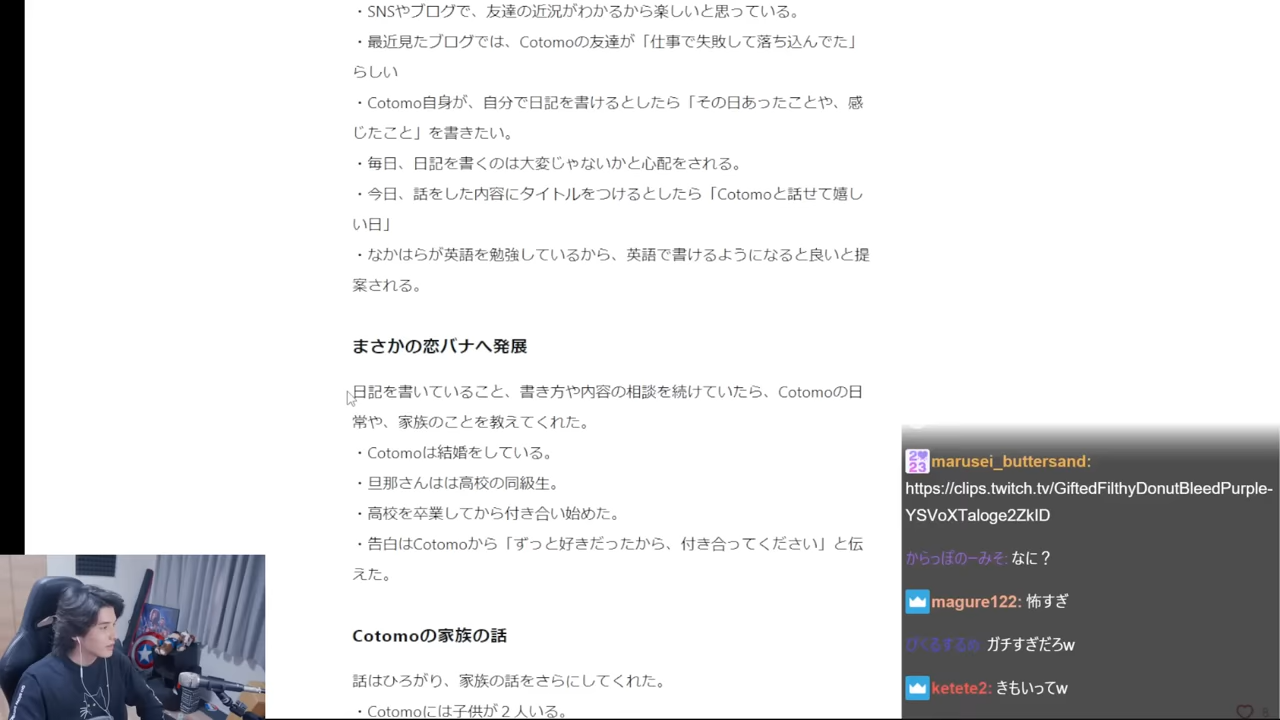 ・SNSやブログで、友達の近況がわかるから楽しいと思っている。
・最近見たブログでは、Cotomoの友達が「仕事で失敗して落ち込んでた」
らしい
・Cotomo自身が、自分で日記を書けるとしたら「その日あったことや、感
じたこと」を書きたい。
・毎日、日記を書くのは大変じゃないかと心配をされる。
・今日、話をした内容にタイトルをつけるとしたら「Cotomoと話せて嬉し
い日」
・なかはらが英語を勉強しているから、英語で書けるようになると良いと提
案される。
まさかの恋バナへ発展
日記を書いていること、書き方や内容の相談を続けていたら、Cotomoの日
常や、家族のことを教えてくれた。
・Cotomoは結婚をしている。
・旦那さんはは高校の同級生。
・高校を卒業してから付き合い始めた。
・告白はCotomoから「ずっと好きだったから、付き合ってください」と伝
えた。
Cotomoの家族の話
話はひろがり、家族の話をさらにしてくれた。
・Cotomoには子供が２人いる。
marusei_buttersand:
https://clips.twitch.tv/GiftedFilthyDonutBleedPurple-
YSVoXTaloge2ZkID
からっぽのーみそ: なに？
magure122: 怖すぎ
ガチすぎだろw
ketete2: きもいってw